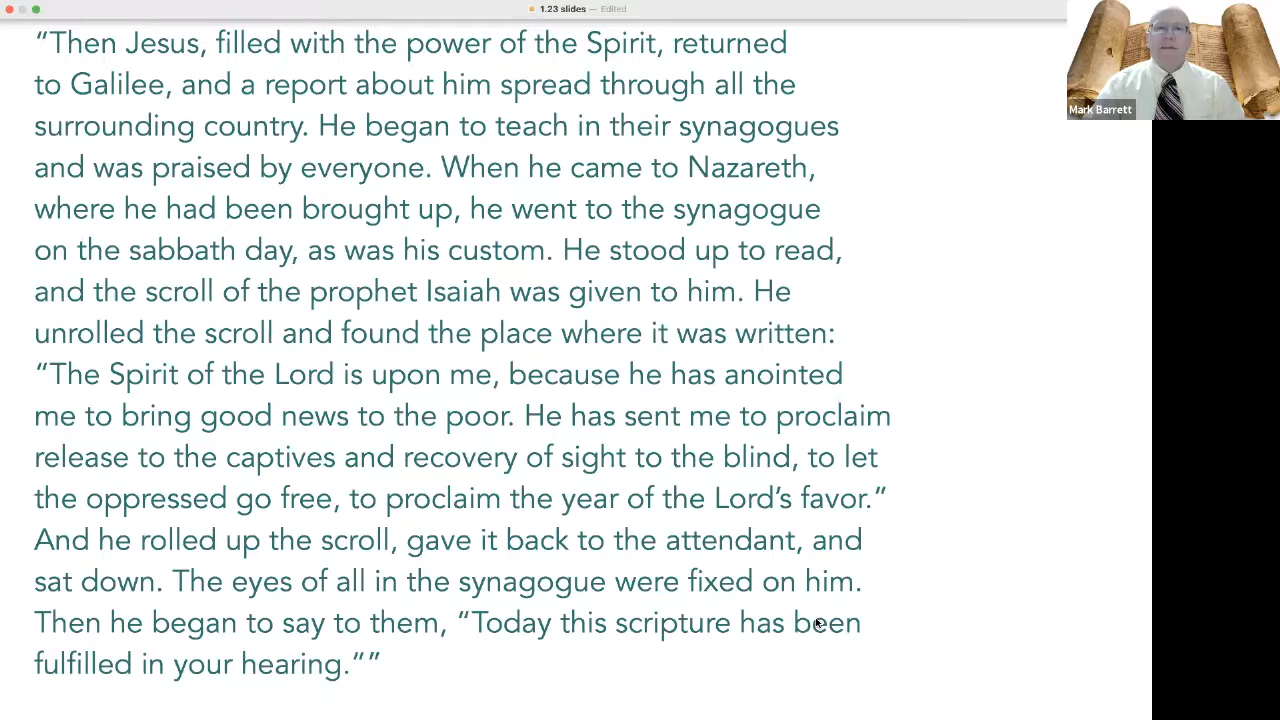 1.23 slides — Edited
Mark Barrett
“Then Jesus, filled with the power of the Spirit, returned
to Galilee, and a report about him spread through all the
surrounding country. He began to teach in their synagogues
and was praised by everyone. When he came to Nazareth,
where he had been brought up, he went to the synagogue
on the sabbath day, as was his custom. He stood up to read,
and the scroll of the prophet Isaiah was given to him. He
unrolled the scroll and found the place where it was written:
“The Spirit of the Lord is upon me, because he has anointed
me to bring good news to the poor. He has sent me to proclaim
release to the captives and recovery of sight to the blind, to let
the oppressed go free, to proclaim the year of the Lord’s favor.”
And he rolled up the scroll, gave it back to the attendant, and
sat down. The eyes of all in the synagogue were fixed on him.
Then he began to say to them, “Today this scripture has been
fulfilled in your hearing.””